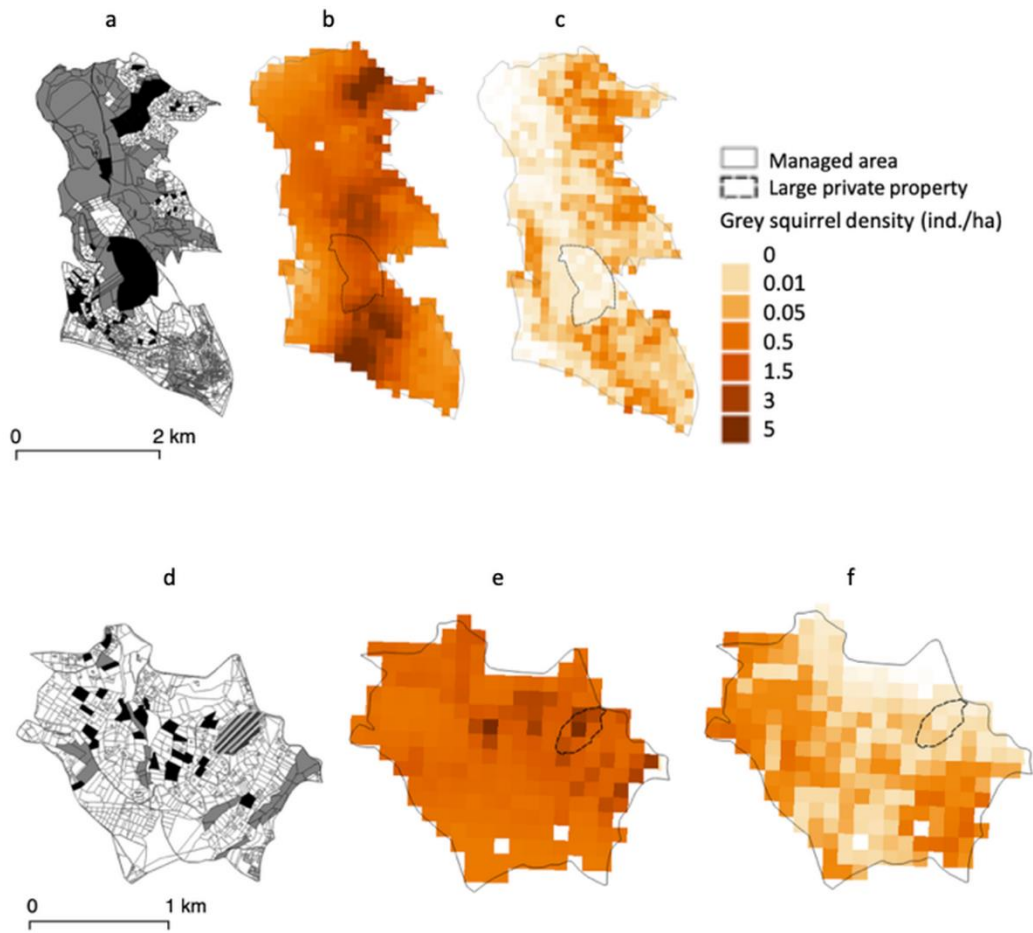 a
b
c
Managed area
Large private property
Grey squirrel density (ind./ha)
0
0.01
0.05
0.5
1.5
3
5
0 2 km
d
e
f
0 1 km